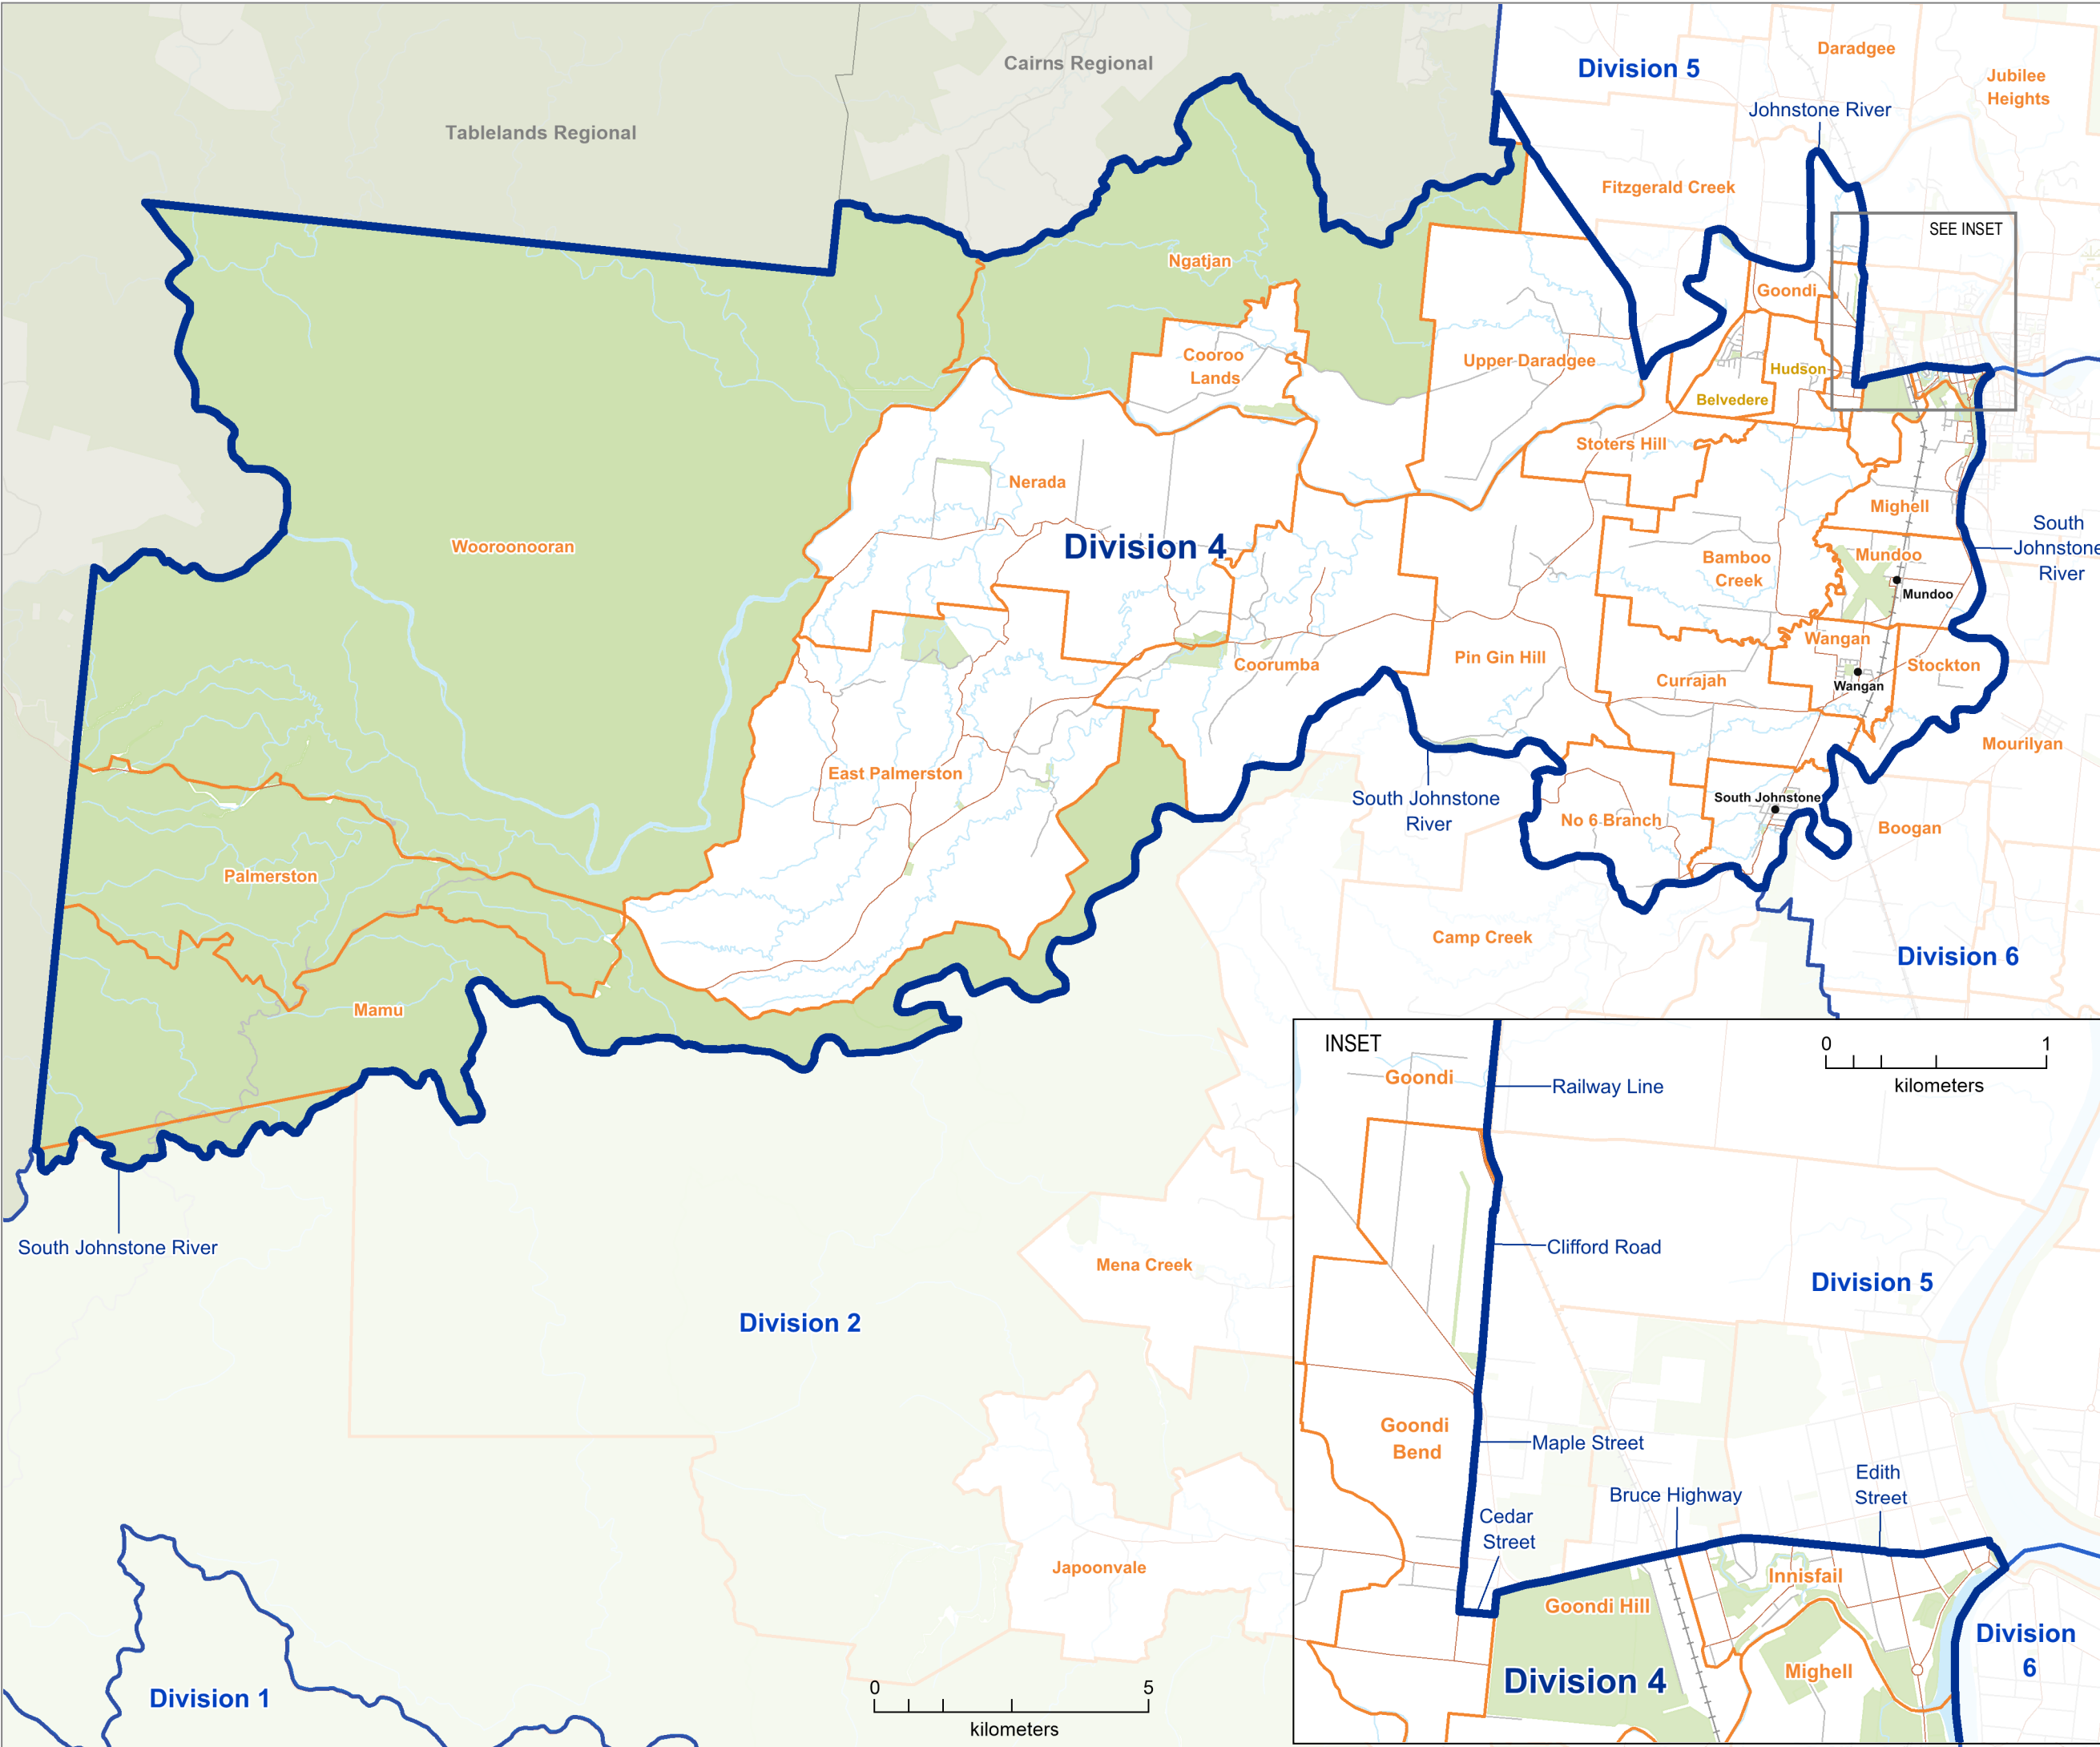 Cairns Regional
Tablelands Regional
Division 5
Daradgee
Jubilee
Heights
Johnstone River
Fitzgerald Creek
SEE INSET
Ngatjan
Goondi
Cooroo
Lands
Upper Daradgee
Hudson
Belvedere
Stoters Hill
Nerada
Mighell
Wooroonooran
Division 4
South
Johnstone
River
Bamboo
Creek
Mundoo
Mundoo
Wangan
Coorumba
Pin Gin Hill
Stockton
Currajah
Wangan
Mourilyan
East Palmerston
South Johnstone
River
South Johnstone
No 6 Branch
Boogan
Palmerston
Camp Creek
Division 6
Mamu
South Johnstone River
Mena Creek
Division 2
Japoonvale
Division 1
0 5
kilometers
INSET
0 1
kilometers
Goondi
Railway Line
Clifford Road
Division 5
Goondi
Bend
Maple Street
Edith
Street
Bruce Highway
Cedar
Street
Innisfail
Goondi Hill
Division
6
Mighell
Division 4